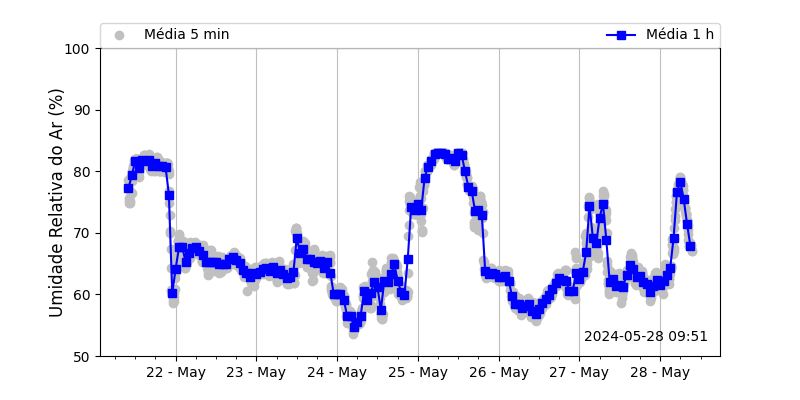 Média 5 min
Média 1 h
Umidade Relativa do Ar (%)
100
90
80
70
60
50
2024-05-28 09:51
22 - May
23 - May
24 - May
25 - May
26 - May
27 - May
28 - May